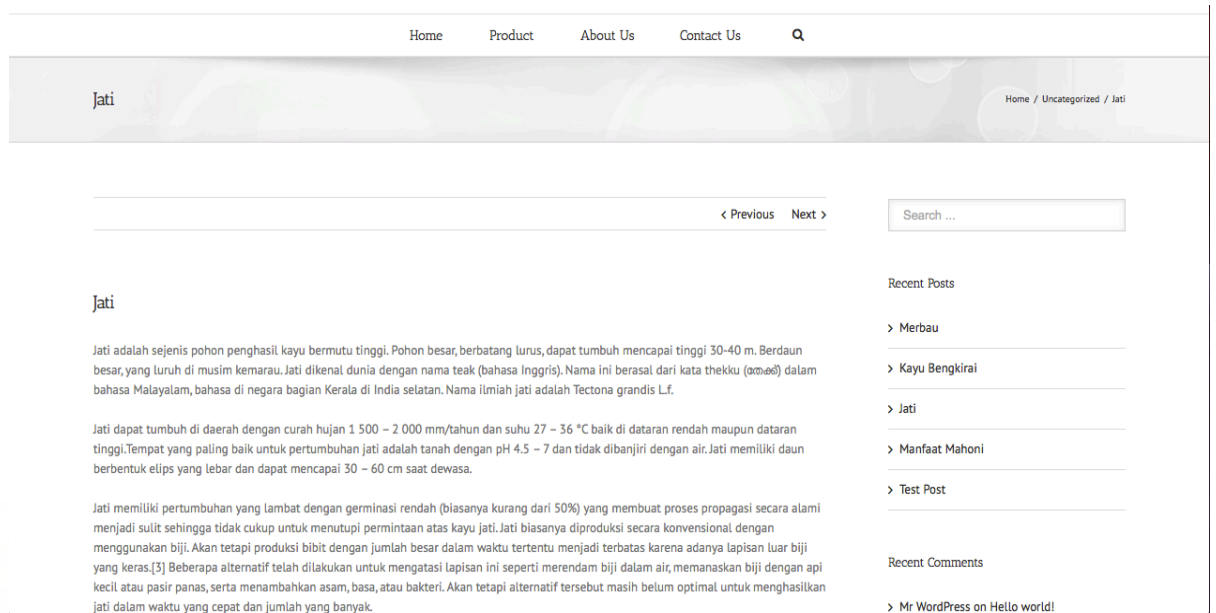 Home Product About Us Contact Us
Jati
Home / Uncategorized / Jati
< Previous Next >
Jati
Jati adalah sejenis pohon penghasil kayu bermutu tinggi. Pohon besar, berbatang lurus, dapat tumbuh mencapai tinggi 30-40 m. Berdaun
besar, yang luruh di musim kemarau. Jati dikenal dunia dengan nama teak (bahasa Inggris). Nama ini berasal dari kata thekku (തേക്ക്) dalam
bahasa Malayalam, bahasa di negara bagian Kerala di India selatan. Nama ilmiah jati adalah Tectona grandis L.f.
Jati dapat tumbuh di daerah dengan curah hujan 1 500 – 2 000 mm/tahun dan suhu 27 – 36 °C baik di dataran rendah maupun dataran
tinggi.Tempat yang paling baik untuk pertumbuhan jati adalah tanah dengan pH 4.5 – 7 dan tidak dibanjiri dengan air. Jati memiliki daun
berbentuk elips yang lebar dan dapat mencapai 30 – 60 cm saat dewasa.
Jati memiliki pertumbuhan yang lambat dengan germinasi rendah (biasanya kurang dari 50%) yang membuat proses propagasi secara alami
menjadi sulit sehingga tidak cukup untuk menutupi permintaan atas kayu jati. Jati biasanya diproduksi secara konvensional dengan
menggunakan biji. Akan tetapi produksi bibit dengan jumlah besar dalam waktu tertentu menjadi terbatas karena adanya lapisan luar biji
yang keras.[3] Beberapa alternatif telah dilakukan untuk mengatasi lapisan ini seperti merendam biji dalam air, memanaskan biji dengan api
kecil atau pasir panas, serta menambahkan asam, basa, atau bakteri. Akan tetapi alternatif tersebut masih belum optimal untuk menghasilkan
jati dalam waktu yang cepat dan jumlah yang banyak.
Search ...
Recent Posts
> Merbau
> Kayu Bengkirai
> Jati
> Manfaat Mahoni
> Test Post
Recent Comments
> Mr WordPress on Hello world!